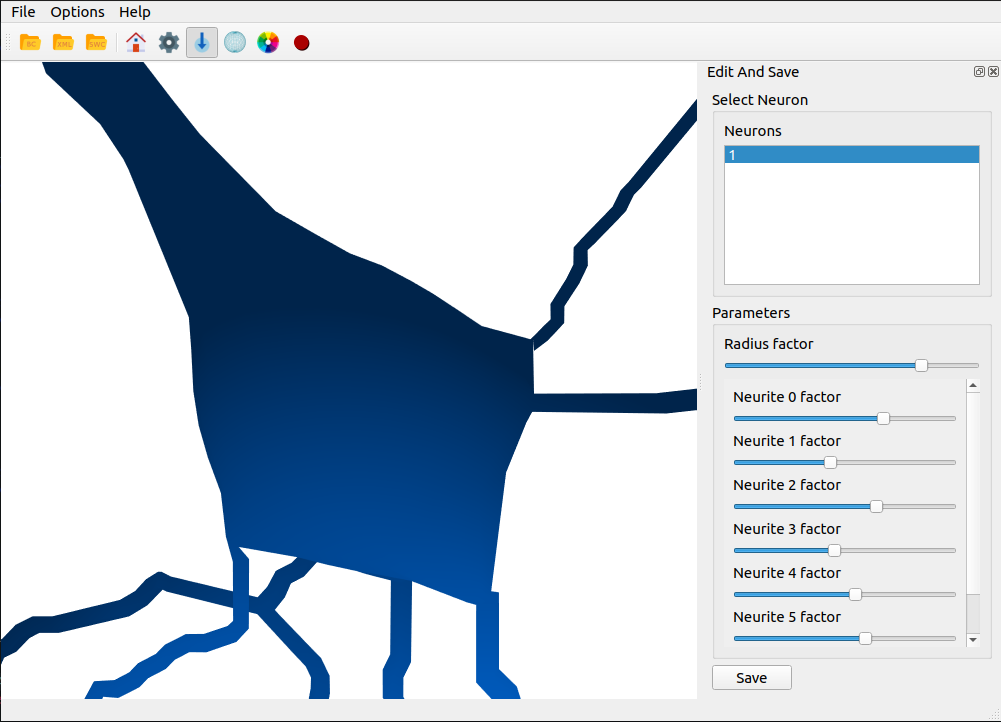 File Options Help
BC XML SWC
Edit And Save
Select Neuron
Neurons
1
Parameters
Radius factor
Neurite 0 factor
Neurite 1 factor
Neurite 2 factor
Neurite 3 factor
Neurite 4 factor
Neurite 5 factor
Save